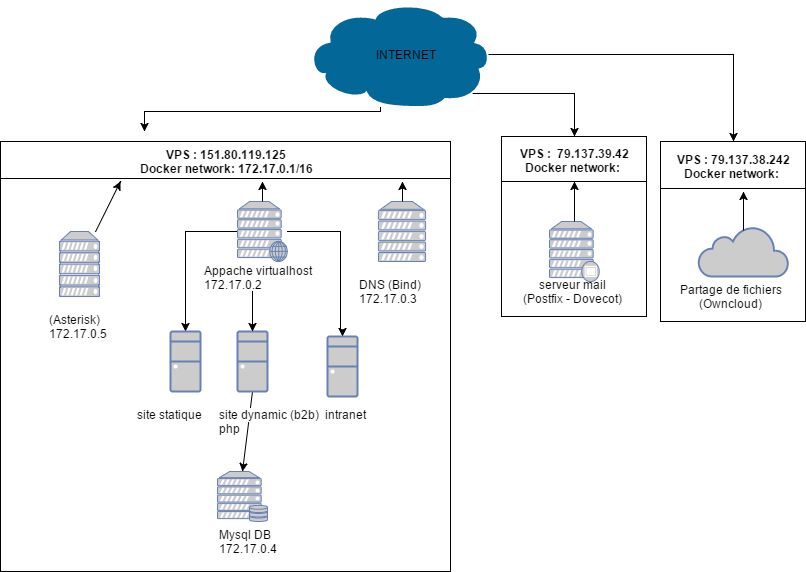 INTERNET
VPS : 151.80.119.125
Docker network: 172.17.0.1/16
VPS :  79.137.39.42
Docker network:
VPS : 79.137.38.242
Docker network:
Appache virtualhost
172.17.0.2
DNS (Bind)
172.17.0.3
(Asterisk)
172.17.0.5
serveur mail
(Postfix - Dovecot)
Partage de fichiers
(Owncloud)
site statique
site dynamic (b2b)
php
intranet
Mysql DB
172.17.0.4